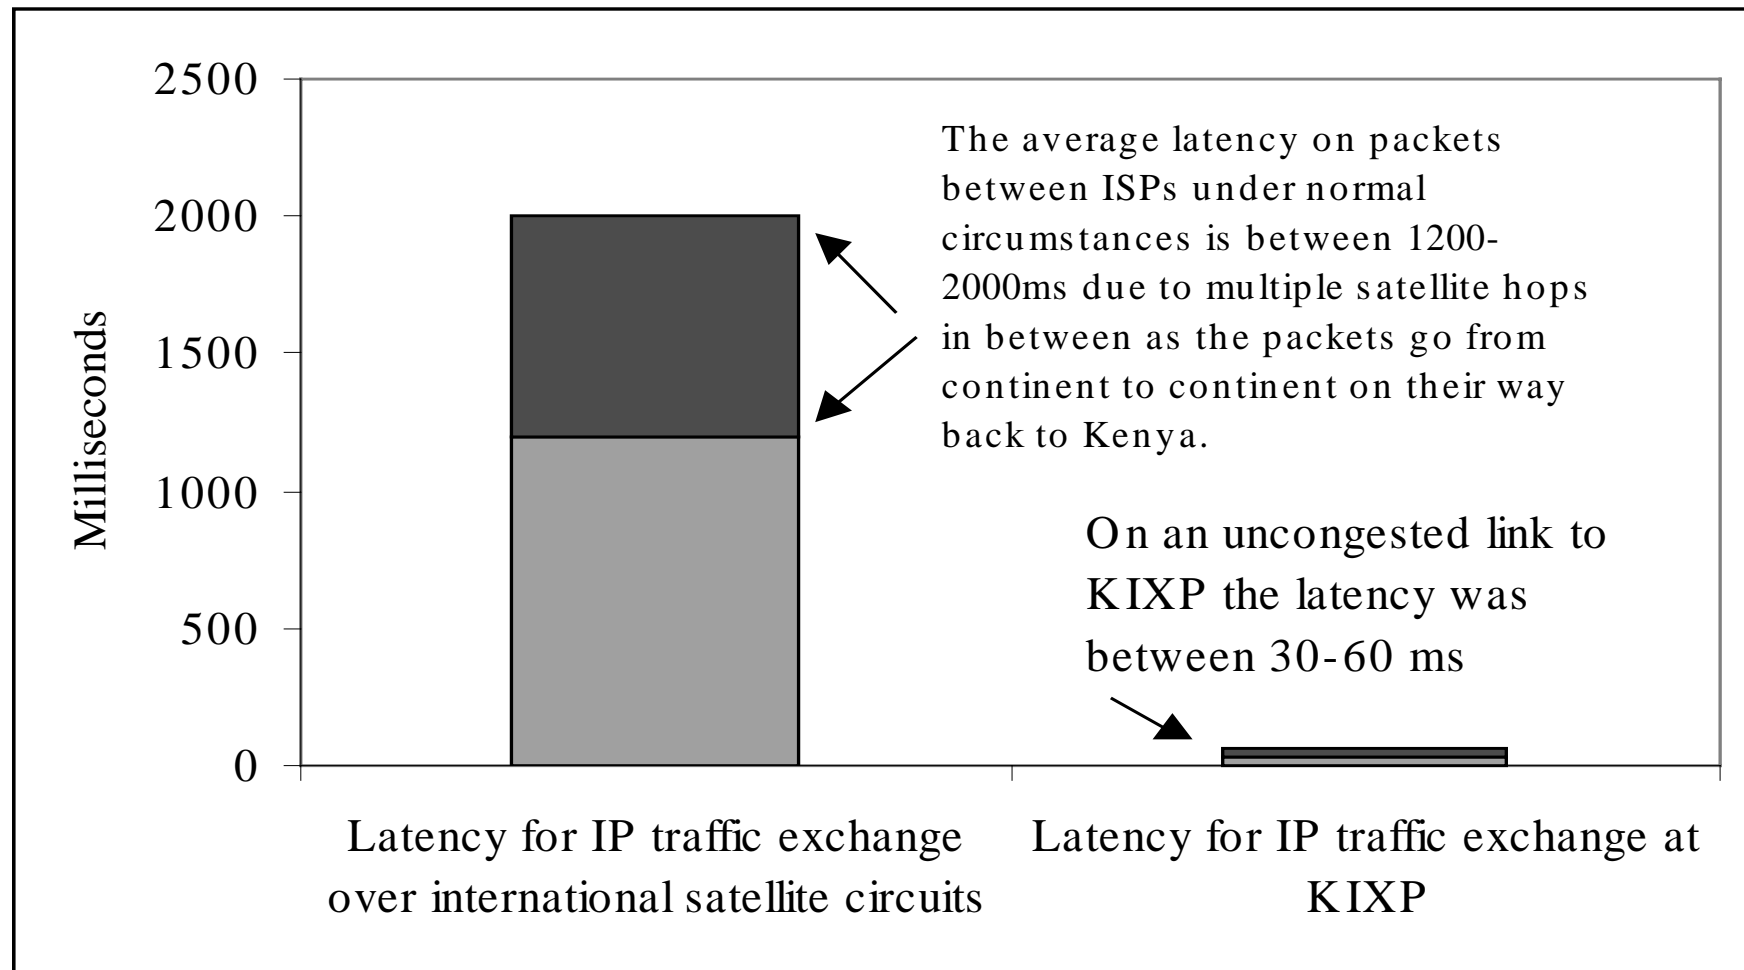 2500
2000
1500
1000
500
0
Milliseconds
The average latency on packets
between ISPs under normal
circumstances is between 1200-
2000ms due to multiple satellite hops
in between as the packets go from
continent to continent on their way
back to Kenya.
On an uncongested link to
KIXP the latency was
between 30-60 ms
Latency for IP traffic exchange
over international satellite circuits
Latency for IP traffic exchange at
KIXP